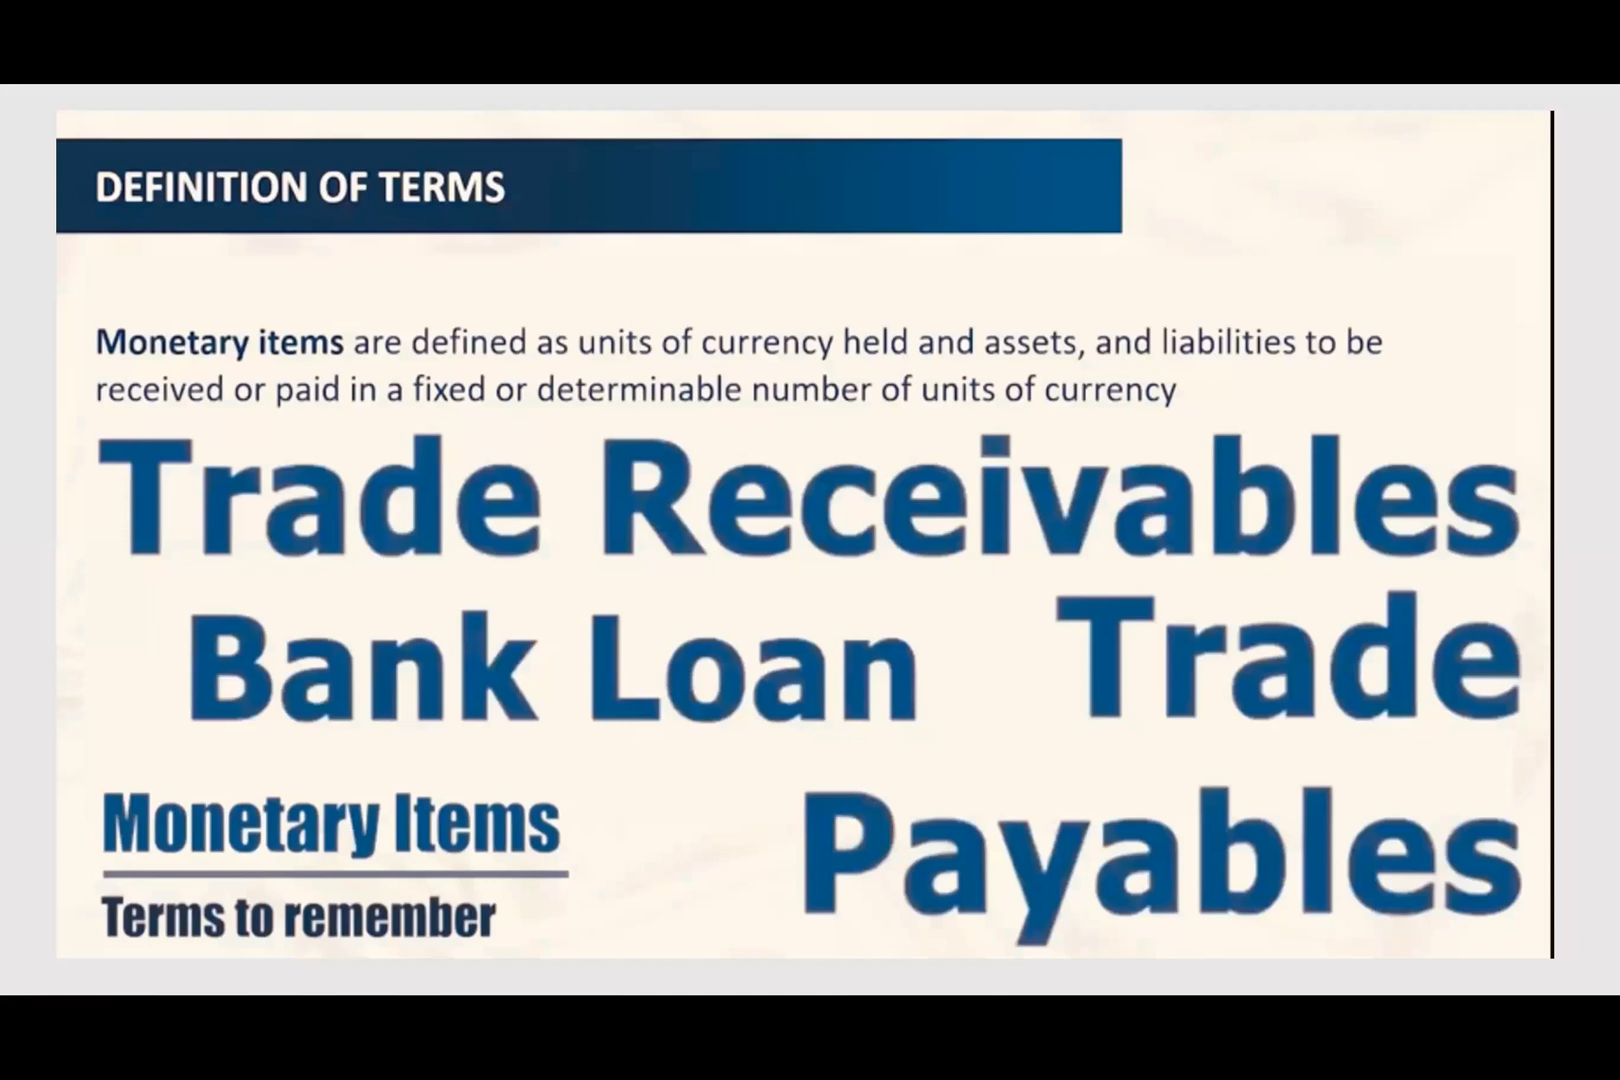 DEFINITION OF TERMS
Monetary items are defined as units of currency held and assets, and liabilities to be
received or paid in a fixed or determinable number of units of currency
Trade Receivables
Bank Loan
Trade
Payables
Monetary Items
Terms to remember